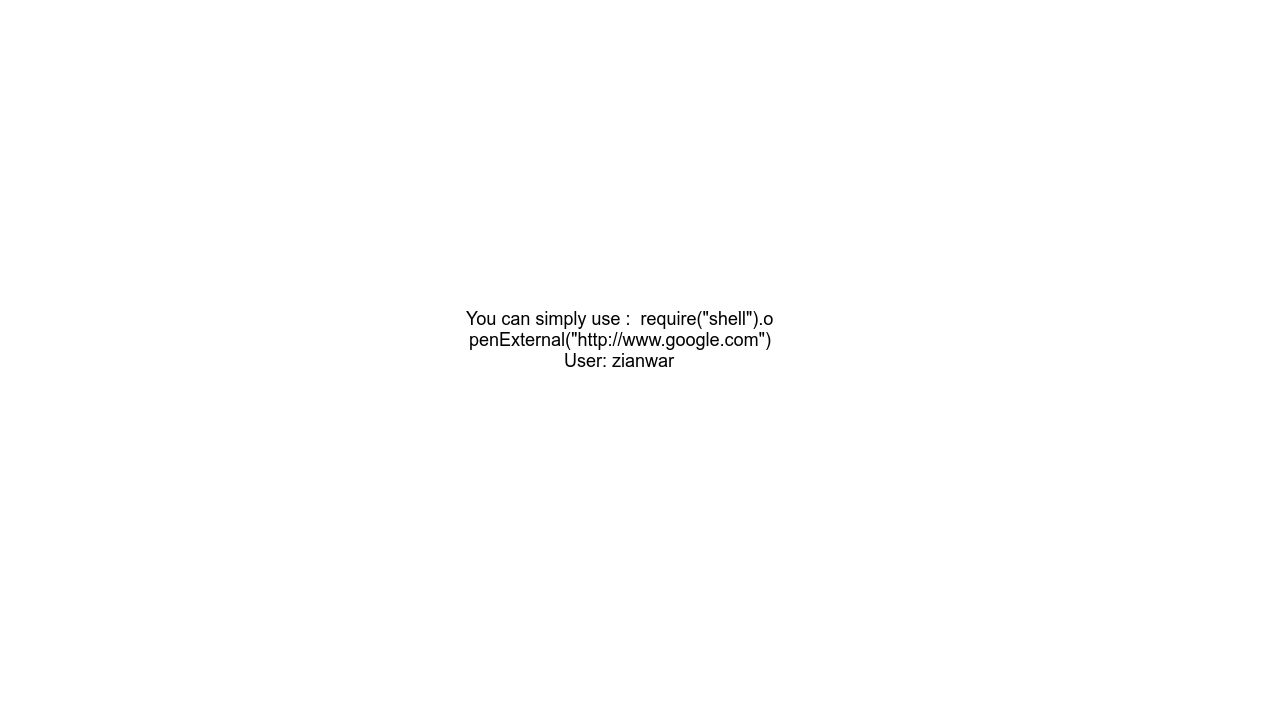 You can simply use :  require("shell").o
penExternal("http://www.google.com")
User: zianwar